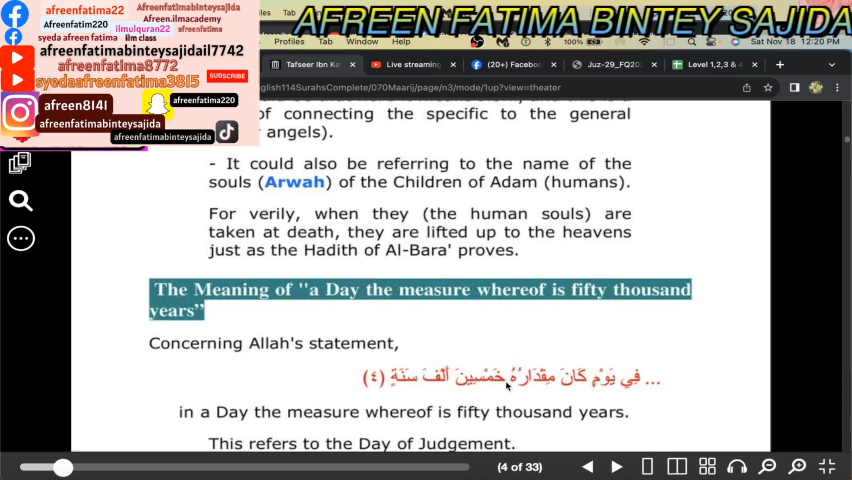 AFREEN FATIMA BINTEY SAJIDA
afreenfatima22
Afreenfatim220
syeda afreen fatima
Afreenfatimabinteysajida
Afreen.ilmacademy
ilmulquran22
afreenfatima
ilm class
afreenfatimabinteysajidail7742
afreenfatima8772
syedaafreenfatima3815
SUBSCRIBE
afreen8141
afreenfatima220
afreenfatimabinteysajida
afreenfatimabinteysajida
Profiles Tab Window Help
100%
Sat Nov 18 12:20 PM
Tafseer Ibn Ka
Live streaming
(20+) Facebo
Juz-29_FQ202
Level 1,2,3 &
nglish114SurahsComplete/070Maarij/page/n3/mode/1up?view=theater
of connecting the specific to the general
angels).
- It could also be referring to the name of the
souls (Arwah) of the Children of Adam (humans).
For verily, when they (the human souls) are
taken at death, they are lifted up to the heavens
just as the Hadith of Al-Bara' proves.
The Meaning of "a Day the measure whereof is fifty thousand
years”
Concerning Allah's statement,
... فِي يَوْمٍ كَانَ مِقْدَارُهُ خَمْسِينَ أَلْفَ سَنَةٍ (٤)
in a Day the measure whereof is fifty thousand years.
This refers to the Day of Judgement.
(4 of 33)